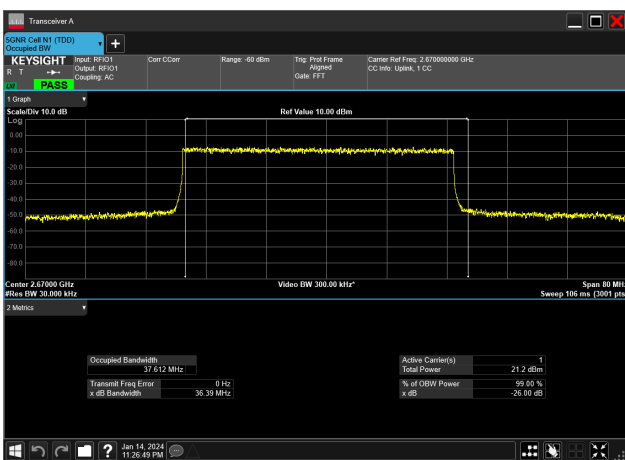 Transceiver A
5GNR Cell N1 (TDD)
Occupied BW
KEYSIGHT
R T
LXI
PASS
Input: RFIO1
Output: RFIO1
Coupling: AC
Corr CCorr
Range: -60 dBm
Trig: Prot Frame
Aligned
Gate: FFT
Carrier Ref Freq: 2.670000000 GHz
CC Info: Uplink, 1 CC
1 Graph
Scale/Div 10.0 dB
Ref Value 10.00 dBm
Log
0.00
-10.0
-20.0
-30.0
-40.0
-50.0
-60.0
-70.0
-80.0
Center 2.67000 GHz
Video BW 300.00 kHz*
Span 80 MHz
#Res BW 30.000 kHz
Sweep 106 ms (3001 pts
2 Metrics
Occupied Bandwidth
37.612 MHz
Active Carrier(s) 1
Total Power 21.2 dBm
Transmit Freq Error 0 Hz
x dB Bandwidth 36.39 MHz
% of OBW Power 99.00 %
x dB -26.00 dB
Jan 14, 2024
11:26:49 PM